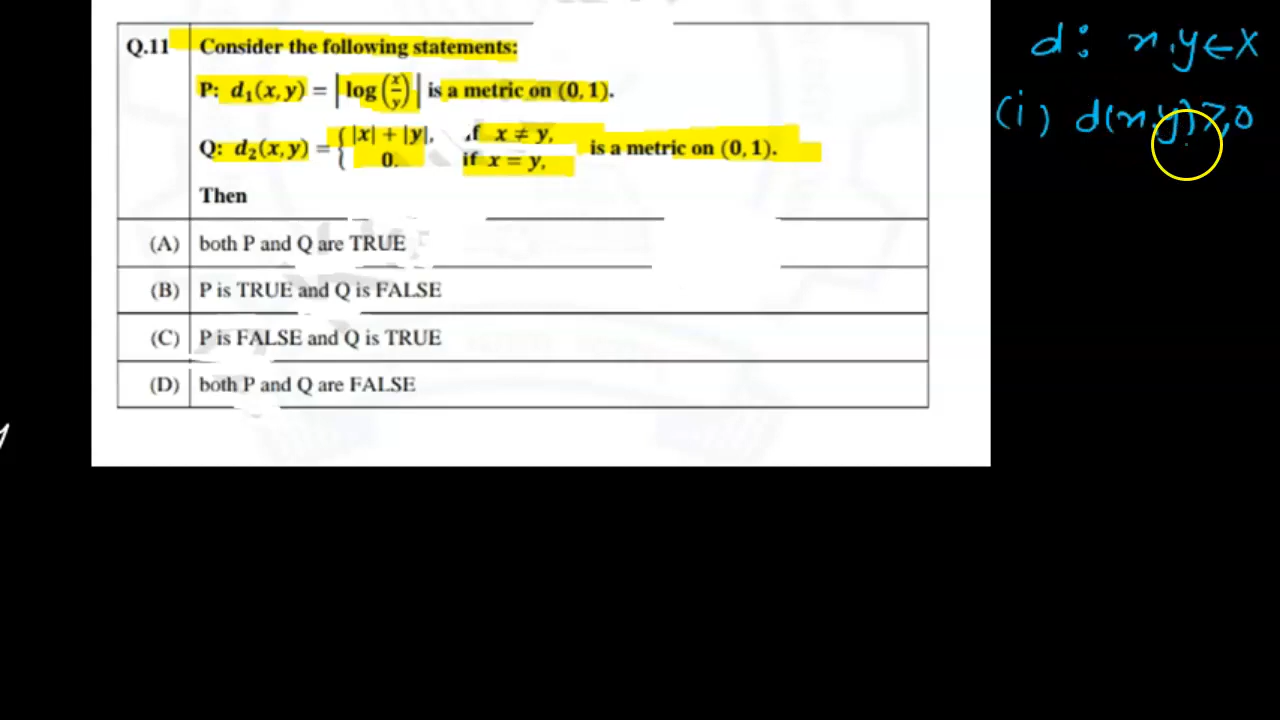 Q.11 Consider the following statements:
P: d₁(x, y) = | log (x/y) | is a metric on (0, 1).
Q: d₂(x, y) = { |x| + |y|, if x ≠ y,
0. if x = y, is a metric on (0, 1).
Then
(A) both P and Q are TRUE
(B) P is TRUE and Q is FALSE
(C) P is FALSE and Q is TRUE
(D) both P and Q are FALSE
d: x,y∈X
(i) d(x,y)≥0